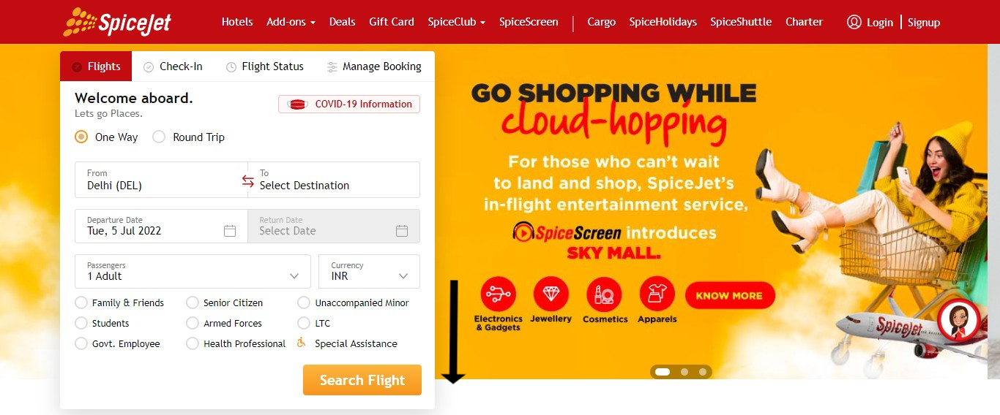 SpiceJet
Hotels Add-ons Deals Gift Card SpiceClub SpiceScreen | Cargo SpiceHolidays SpiceShuttle Charter Login | Signup
Flights Check-In Flight Status Manage Booking
Welcome aboard.
Lets go Places.
COVID-19 Information
One Way Round Trip
From
Delhi (DEL)
To
Select Destination
Departure Date
Tue, 5 Jul 2022
Return Date
Select Date
Passengers
1 Adult
Currency
INR
Family & Friends Senior Citizen Unaccompanied Minor
Students Armed Forces LTC
Govt. Employee Health Professional Special Assistance
Search Flight
GO SHOPPING WHILE
cloud-hopping
For those who can't wait
to land and shop, SpiceJet's
in-flight entertainment service,
SpiceScreen introduces
SKY MALL.
Electronics
& Gadgets
Jewellery
Cosmetics
Apparels
KNOW MORE
SpiceJet